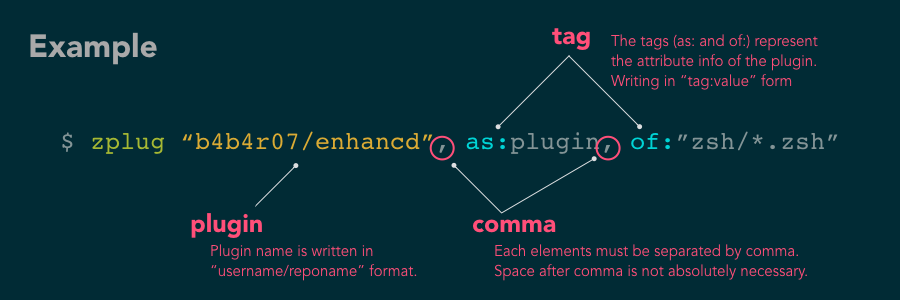 Example
tag
The tags (as: and of:) represent
the attribute info of the plugin.
Writing in “tag:value” form
$ zplug “b4b4r07/enhancd”, as:plugin, of:”zsh/*.zsh”
plugin
Plugin name is written in
“username/reponame” format.
comma
Each elements must be separated by comma.
Space after comma is not absolutely necessary.